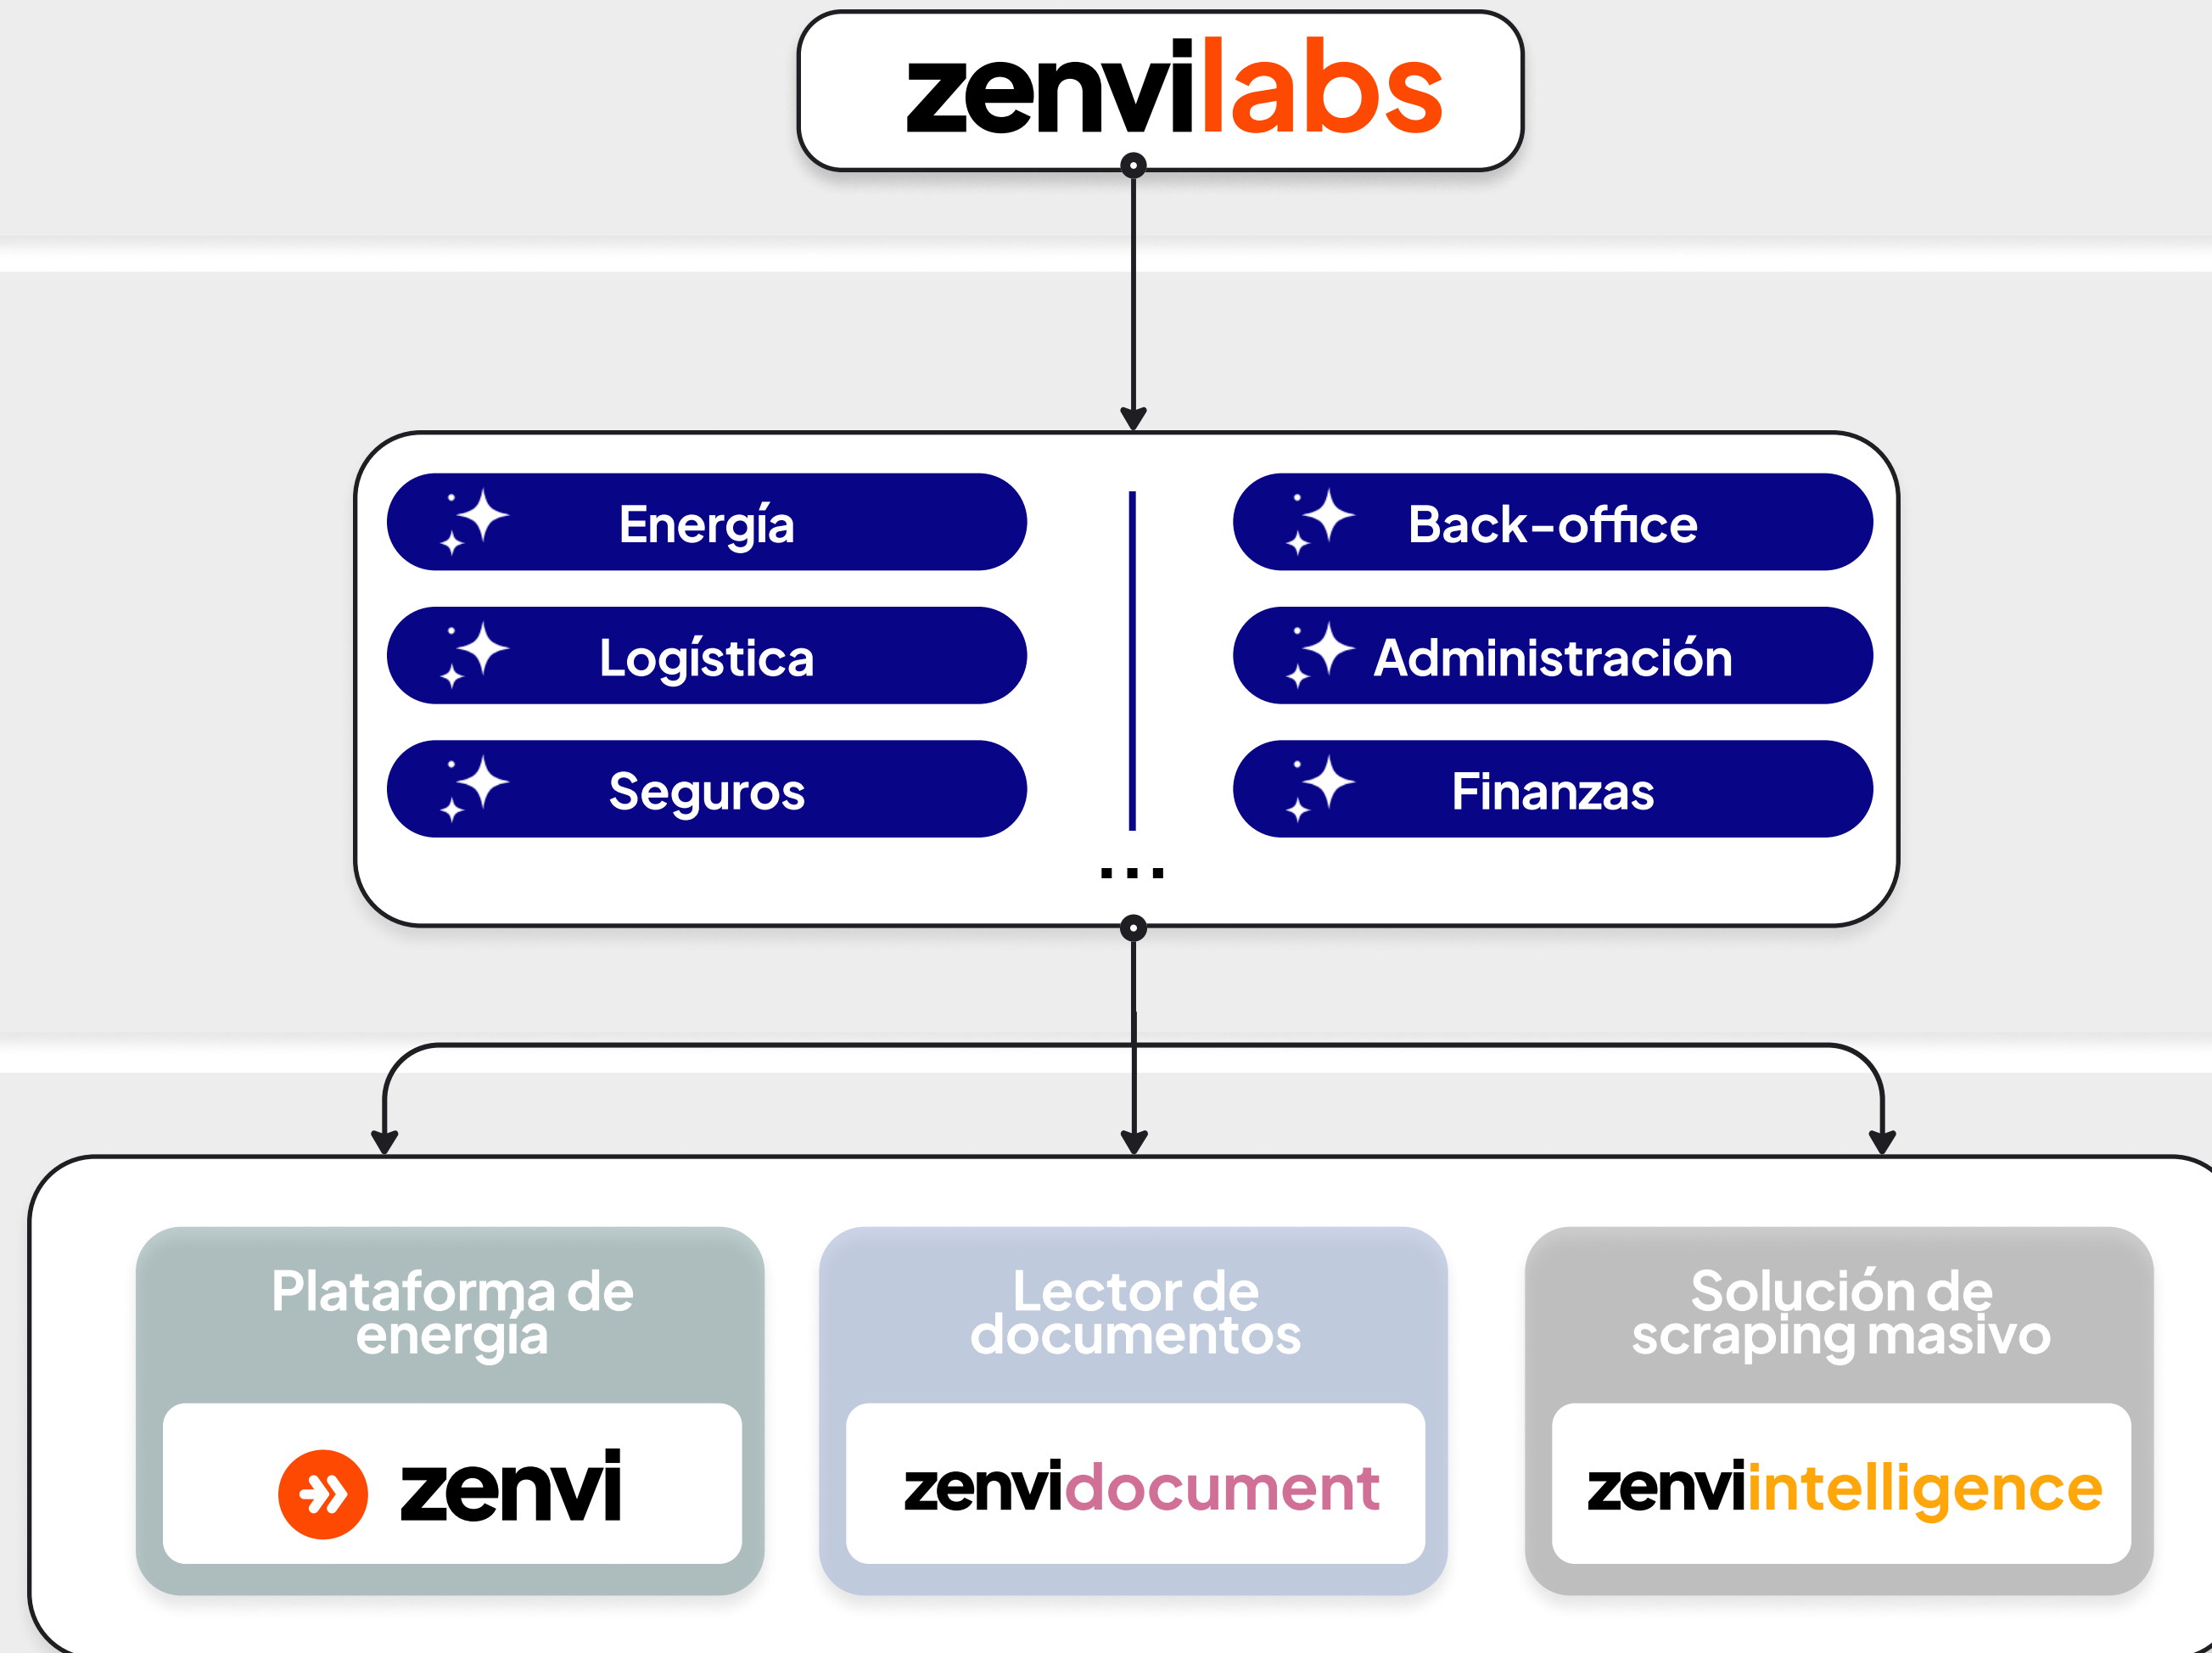 zenvilabs
Energía
Back-office
Logística
Administración
Seguros
Finanzas
...
Plataforma de
energía
zenvi
Lector de
documentos
zenvidocument
Solución de
scraping masivo
zenviintelligence